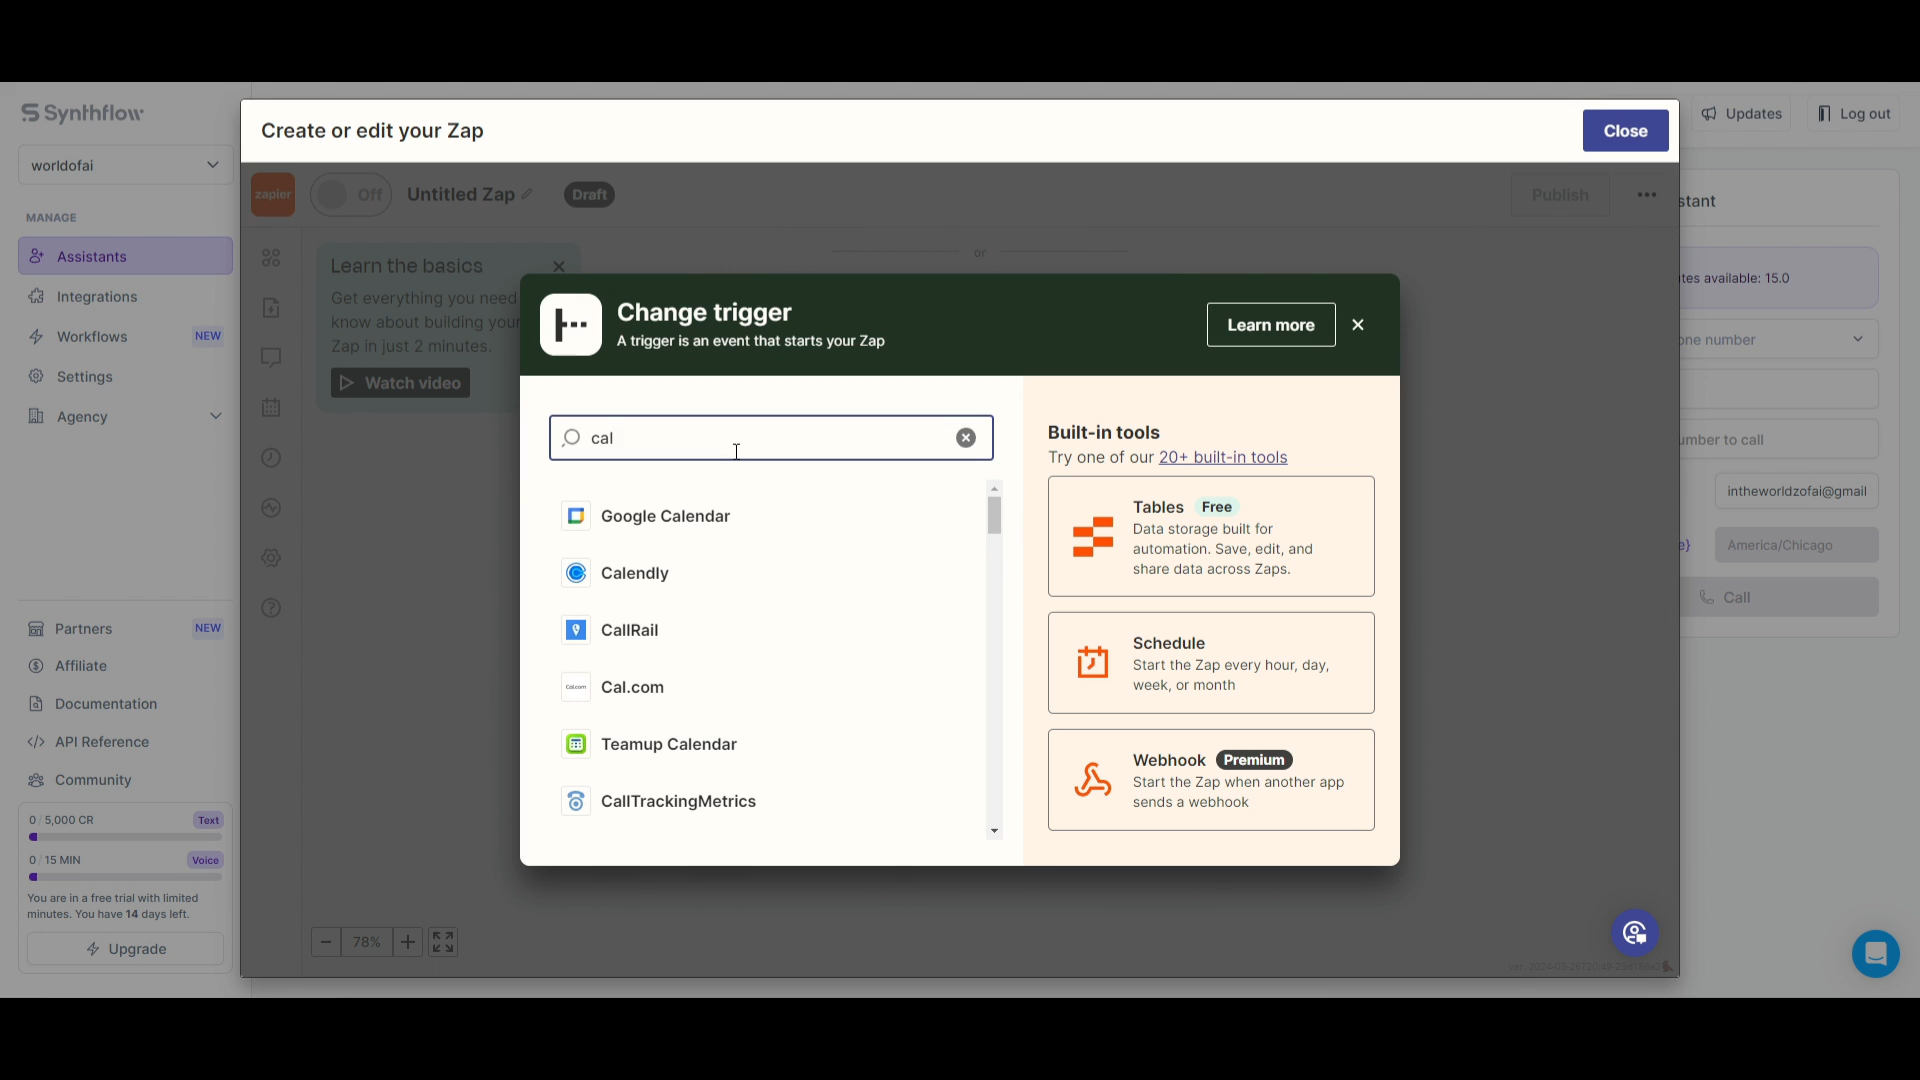 Synthflow
worldofai
MANAGE
Assistants
Integrations
Workflows NEW
Settings
Agency
Partners NEW
Affiliate
Documentation
API Reference
Community
0 / 5,000 CR Text
0 / 15 MIN Voice
You are in a free trial with limited
minutes. You have 14 days left.
Upgrade
Create or edit your Zap
Close
zapier Off Untitled Zap Draft
Publish
Learn the basics
Get everything you need
know about building your
Zap in just 2 minutes.
Watch video
or
Change trigger
A trigger is an event that starts your Zap
Learn more
cal
Google Calendar
Calendly
CallRail
Cal.com
Cal.com
Teamup Calendar
CallTrackingMetrics
Built-in tools
Try one of our 20+ built-in tools
Tables Free
Data storage built for
automation. Save, edit, and
share data across Zaps.
Schedule
Start the Zap every hour, day,
week, or month
Webhook Premium
Start the Zap when another app
sends a webhook
78%
Updates
Log out
stant
tes available: 15.0
one number
umber to call
intheworldzofai@gmail
e}
America/Chicago
Call